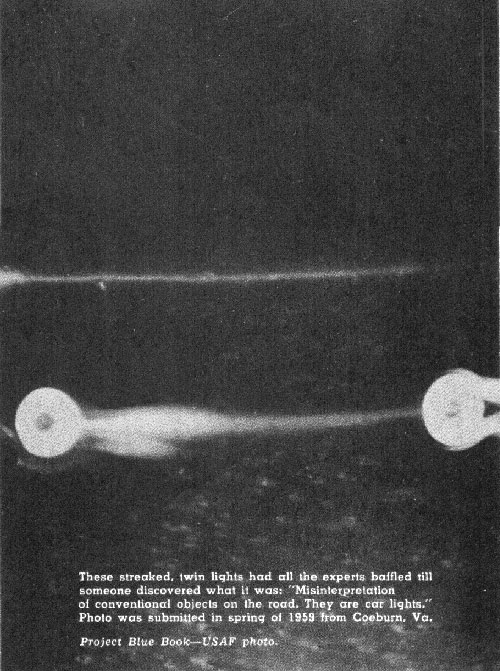 These streaked, twin lights had all the experts baffled till
someone discovered what it was: "Misinterpretation
of conventional objects on the road. They are car lights."
Photo was submitted in spring of 1959 from Coeburn, Va.
Project Blue Book—USAF photo.